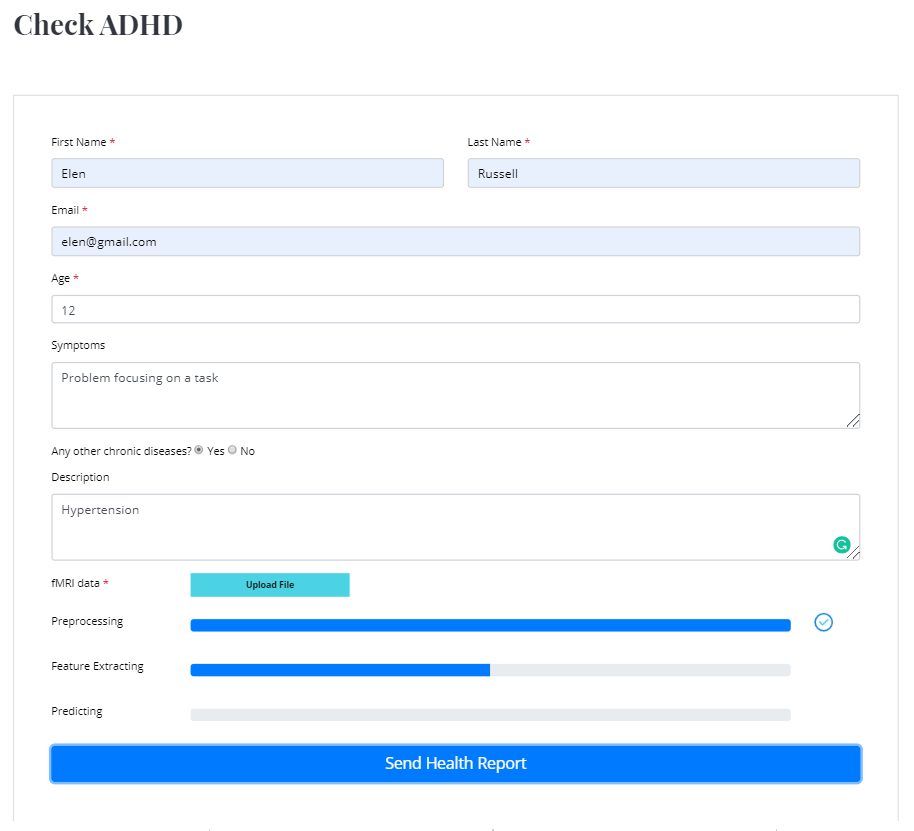 Check ADHD
First Name * Last Name *
Elen Russell
Email *
elen@gmail.com
Age *
12
Symptoms
Problem focusing on a task
Any other chronic diseases? Yes No
Description
Hypertension
fMRI data * Upload File
Preprocessing
Feature Extracting
Predicting
Send Health Report